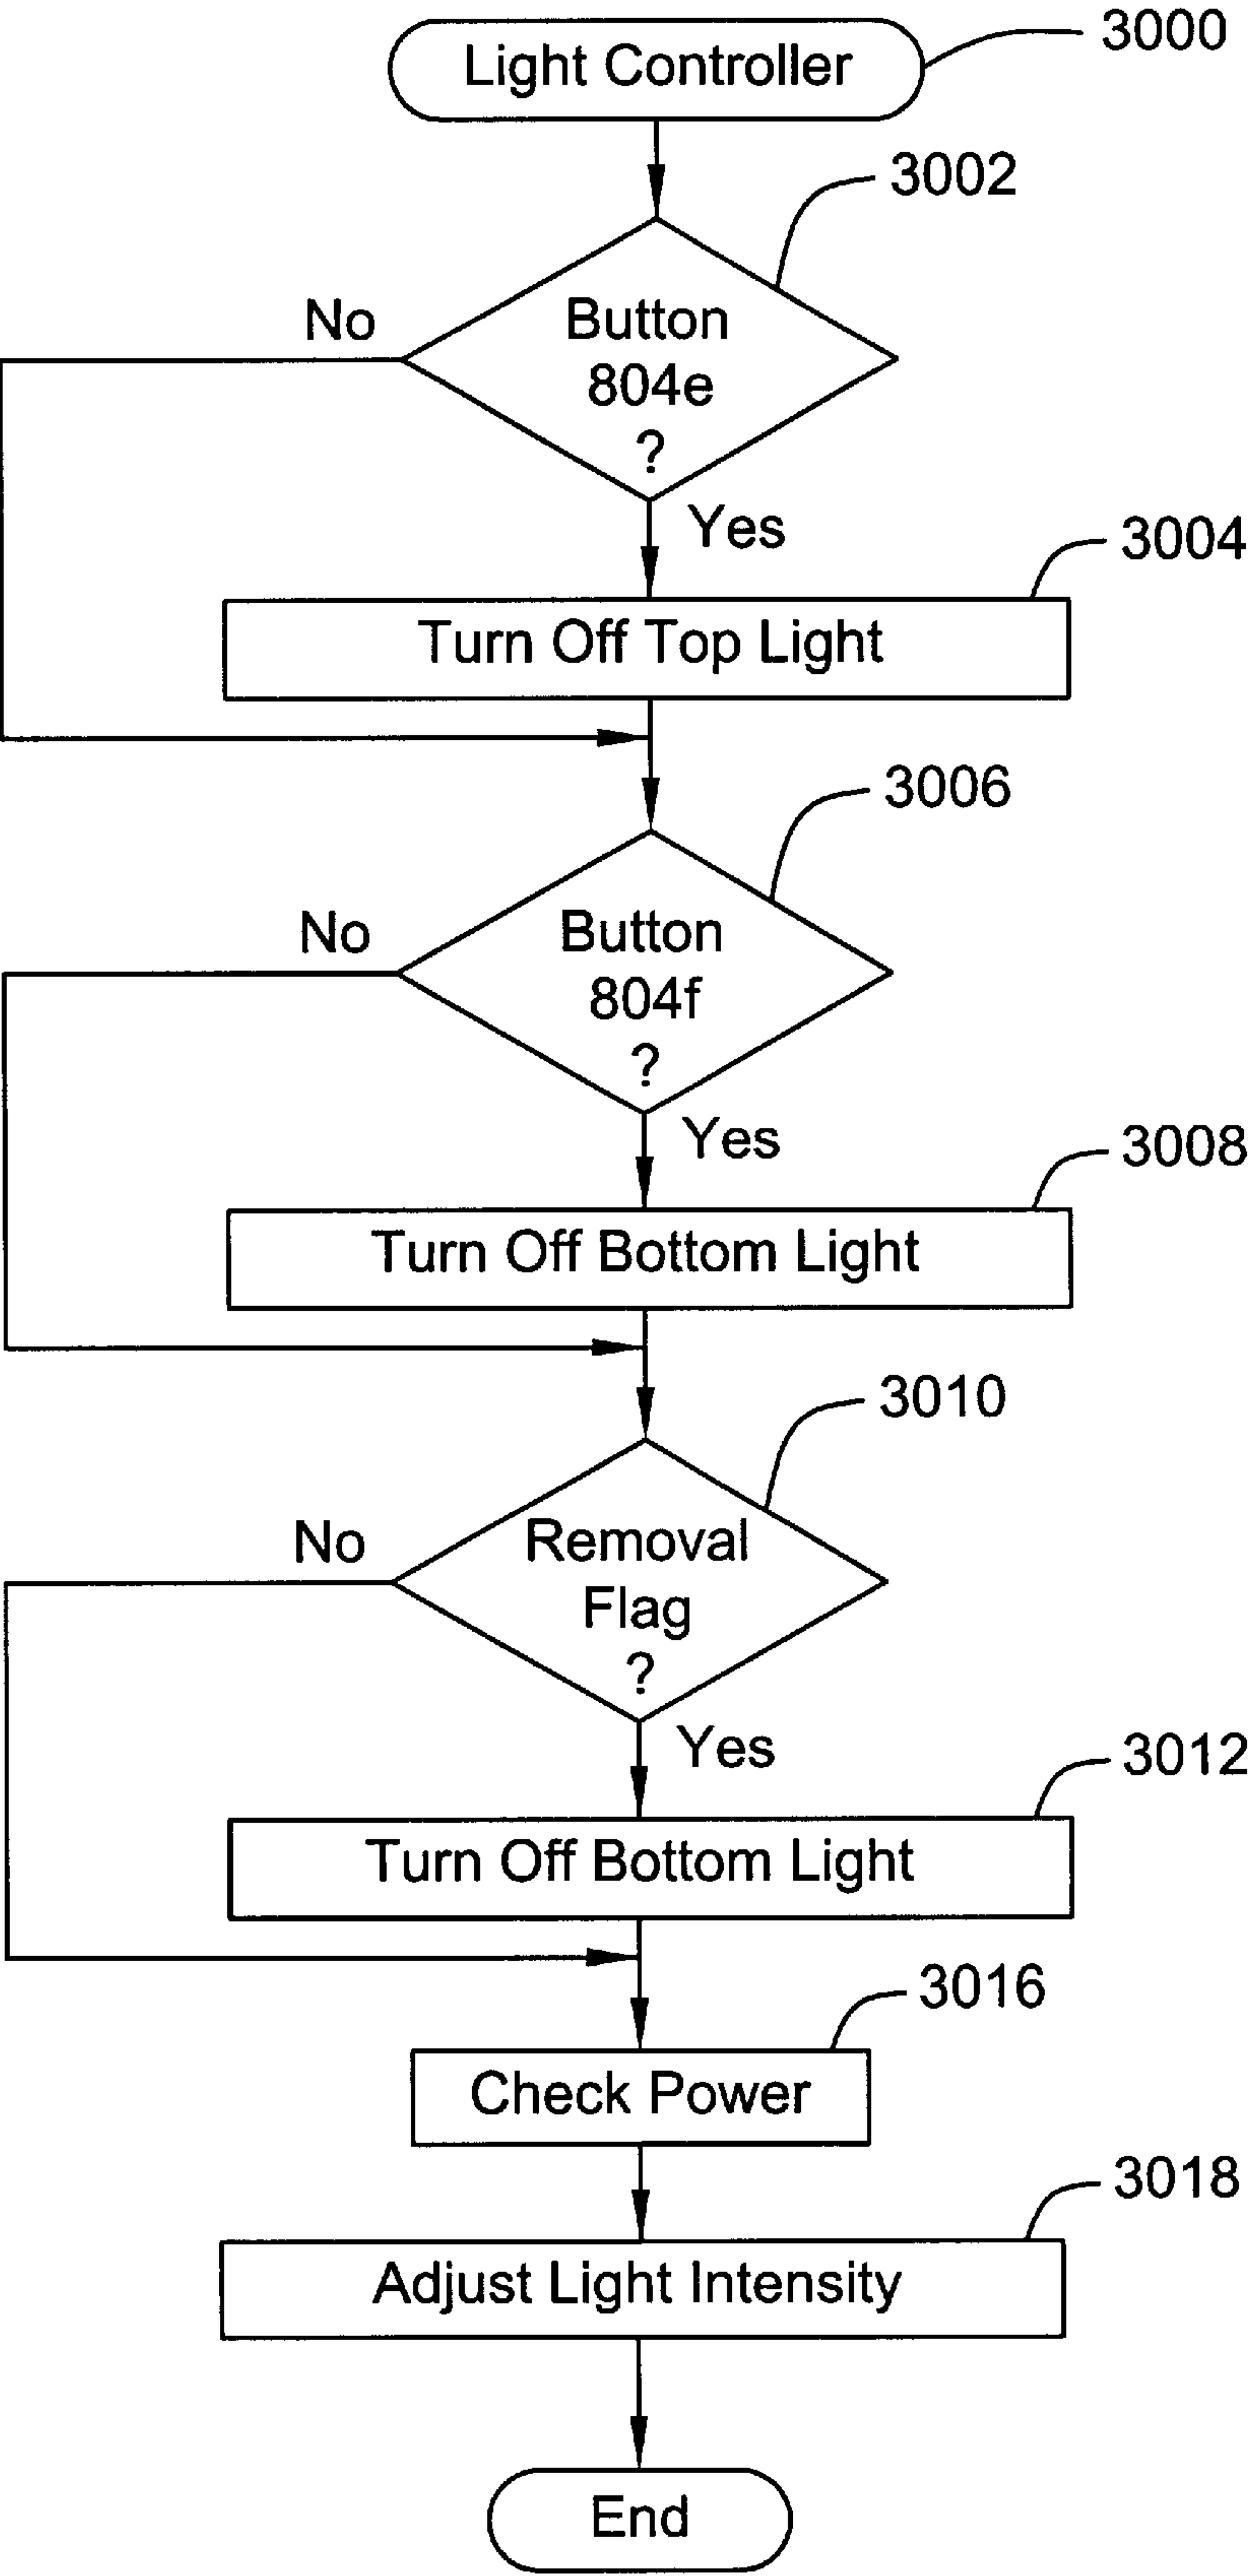 Light Controller
3000
3002
No
Button
804e
?
Yes
3004
Turn Off Top Light
3006
No
Button
804f
?
Yes
3008
Turn Off Bottom Light
3010
No
Removal
Flag
?
Yes
3012
Turn Off Bottom Light
3016
Check Power
3018
Adjust Light Intensity
End